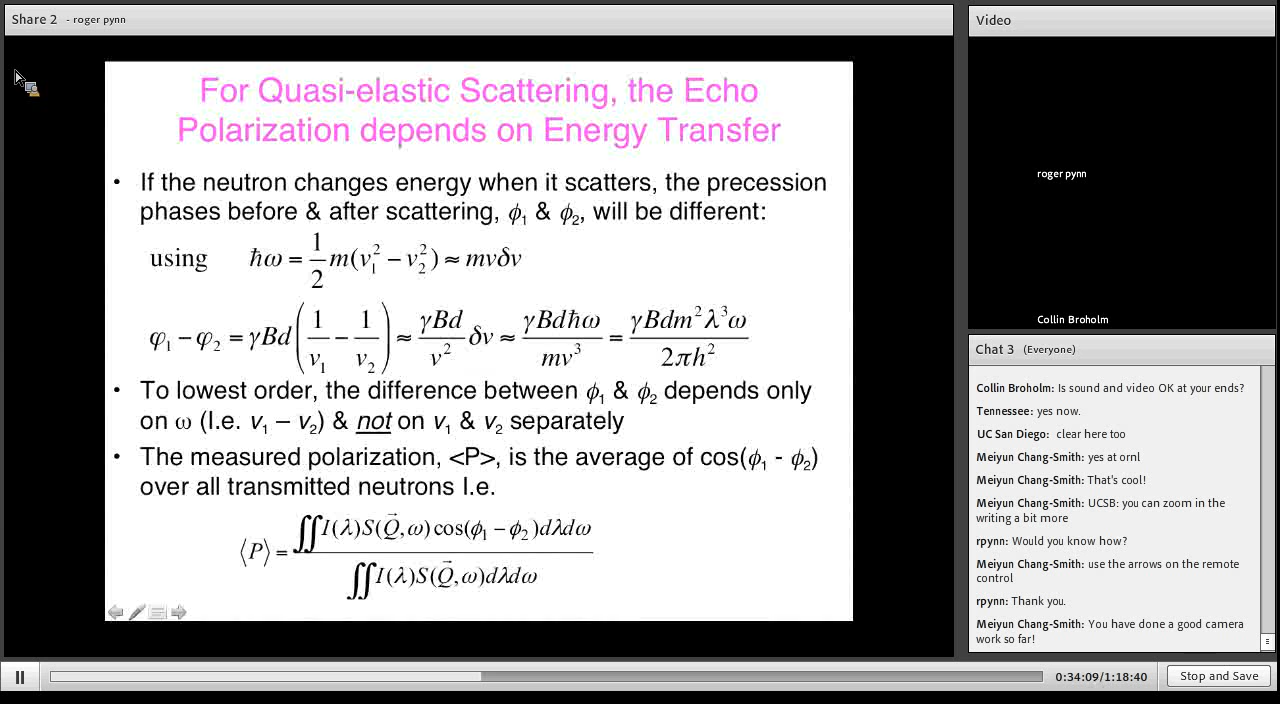 Share 2 - roger pynn
For Quasi-elastic Scattering, the Echo
Polarization depends on Energy Transfer
• If the neutron changes energy when it scatters, the precession
phases before & after scattering, ϕ₁ & ϕ₂, will be different:
using ħω = 1/2 m(v₁² − v₂²) ≈ mvδv
φ₁ − φ₂ = γBd(1/v₁ − 1/v₂) ≈ γBd/v² δv ≈ γBdħω/mv³ = γBdm²λ³ω/2πh²
• To lowest order, the difference between ϕ₁ & ϕ₂ depends only
on ω (I.e. v₁ – v₂) & not on v₁ & v₂ separately
• The measured polarization, <P>, is the average of cos(ϕ₁ - ϕ₂)
over all transmitted neutrons I.e.
⟨P⟩ = ∬I(λ)S(Q⃗,ω)cos(ϕ₁ − ϕ₂)dλdω / ∬I(λ)S(Q⃗,ω)dλdω
Video
roger pynn
Collin Broholm
Chat 3 (Everyone)
Collin Broholm: Is sound and video OK at your ends?
Tennessee: yes now.
UC San Diego: clear here too
Meiyun Chang-Smith: yes at ornl
Meiyun Chang-Smith: That's cool!
Meiyun Chang-Smith: UCSB: you can zoom in the
writing a bit more
rpynn: Would you know how?
Meiyun Chang-Smith: use the arrows on the remote
control
rpynn: Thank you.
Meiyun Chang-Smith: You have done a good camera
work so far!
0:34:09/1:18:40
Stop and Save